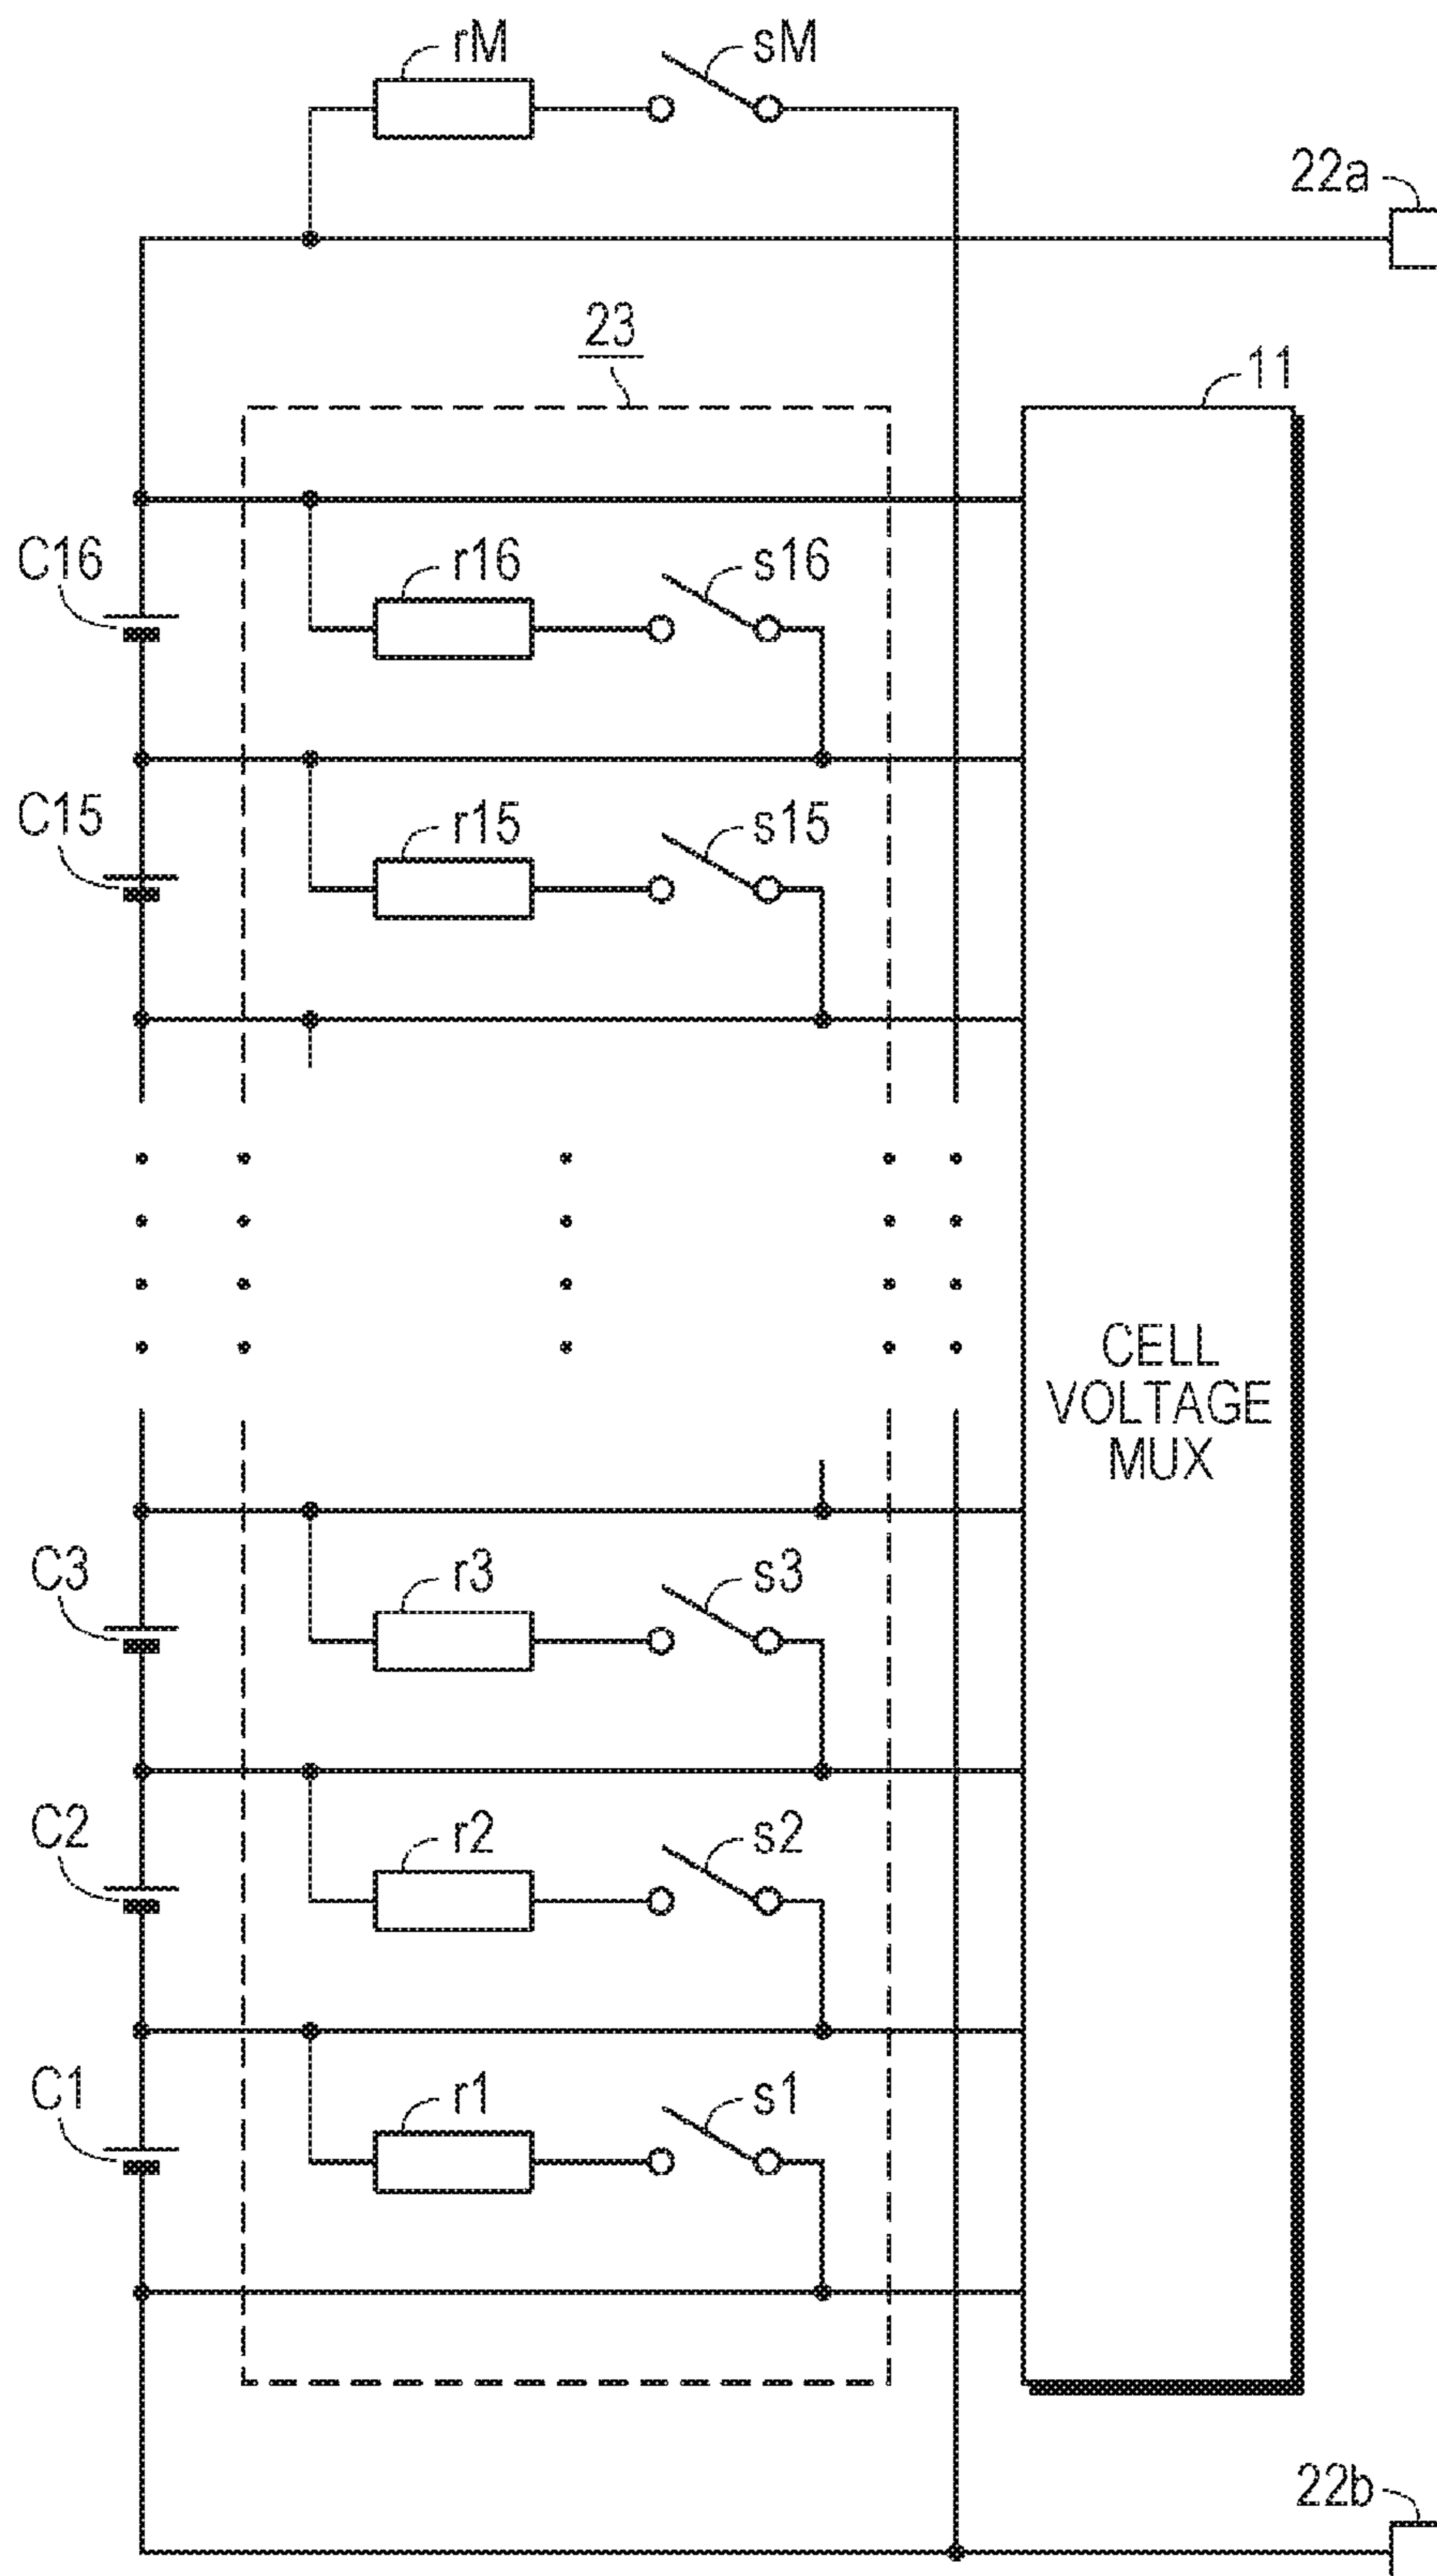 rM
sM
22a
23
11
C16
r16
s16
C15
r15
s15
CELL
VOLTAGE
MUX
C3
r3
s3
C2
r2
s2
C1
r1
s1
22b